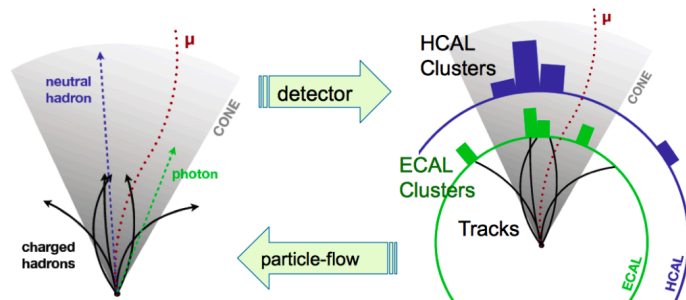 μ
neutral
hadron
CONE
photon
charged
hadrons
detector
particle-flow
μ
HCAL
Clusters
CONE
ECAL
Clusters
Tracks
ECAL
HCAL